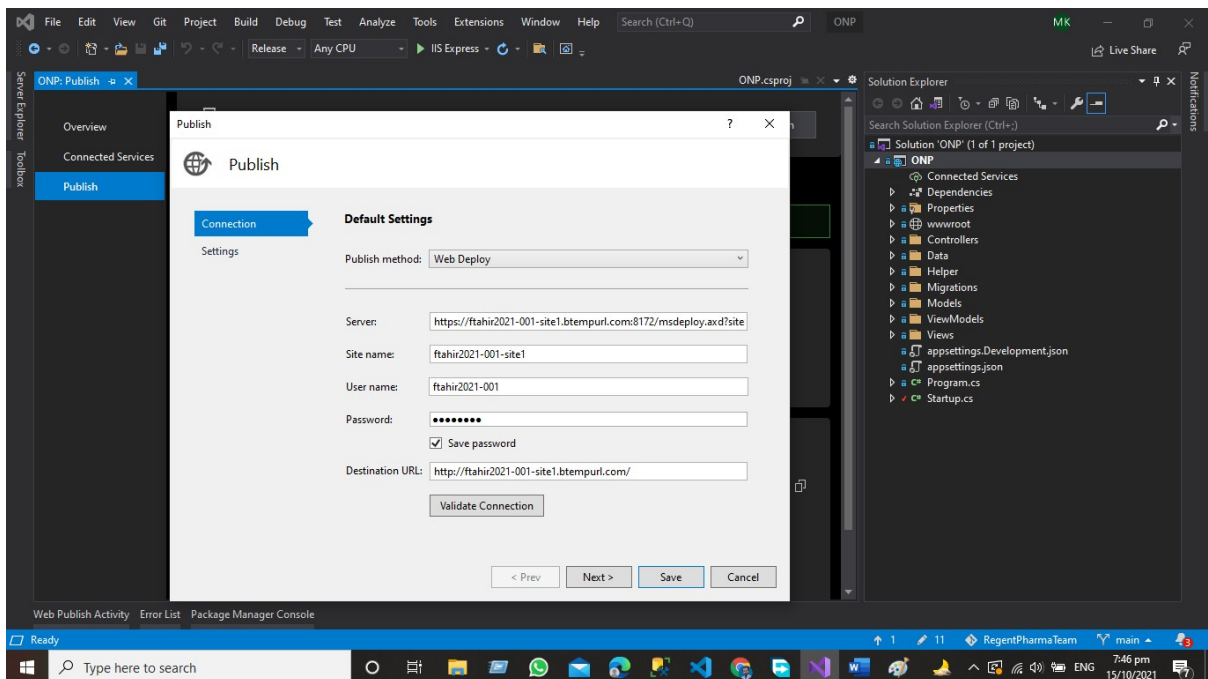 File Edit View Git Project Build Debug Test Analyze Tools Extensions Window Help Search (Ctrl+Q) ONP MK
Release Any CPU IIS Express Live Share
Server Explorer
Toolbox
ONP: Publish ONP.csproj
Overview
Connected Services
Publish
Publish ?
Publish
Connection
Settings
Default Settings
Publish method: Web Deploy
Server: https://ftahir2021-001-site1.btempurl.com:8172/msdeploy.axd?site
Site name: ftahir2021-001-site1
User name: ftahir2021-001
Password: ••••••••
Save password
Destination URL: http://ftahir2021-001-site1.btempurl.com/
Validate Connection
< Prev Next > Save Cancel
Solution Explorer
Search Solution Explorer (Ctrl+;)
Solution 'ONP' (1 of 1 project)
ONP
Connected Services
Dependencies
Properties
wwwroot
Controllers
Data
Helper
Migrations
Models
ViewModels
Views
appsettings.Development.json
appsettings.json
C# Program.cs
C# Startup.cs
Notifications
Web Publish Activity Error List Package Manager Console
Ready 1 11 RegentPharmaTeam main 3
Type here to search ENG 7:46 pm
15/10/2021